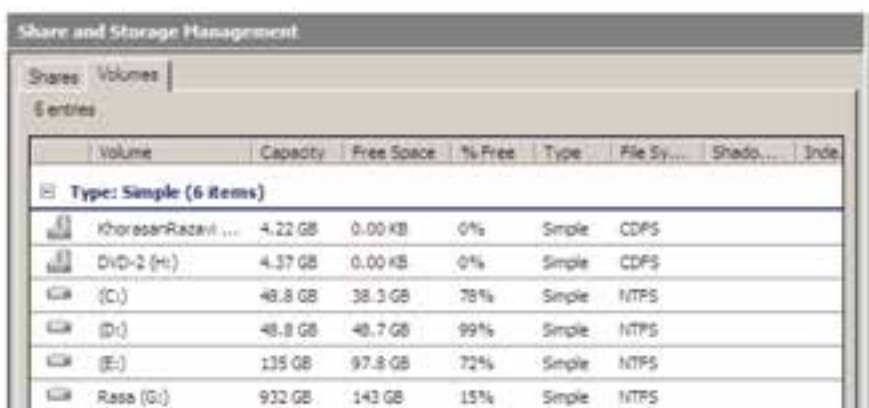 Share and Storage Management
Shares Volumes
6 entries
Volume Capacity Free Space % Free Type File Sy... Shado... Inde
Type: Simple (6 items)
KhorasanRazavi ... 4.22 GB 0.00 KB 0% Simple CDFS
DVD-2 (H:) 4.37 GB 0.00 KB 0% Simple CDFS
(C:) 48.8 GB 38.3 GB 78% Simple NTFS
(D:) 48.8 GB 48.7 GB 99% Simple NTFS
(E:) 135 GB 97.8 GB 72% Simple NTFS
Rasa (G:) 932 GB 143 GB 15% Simple NTFS